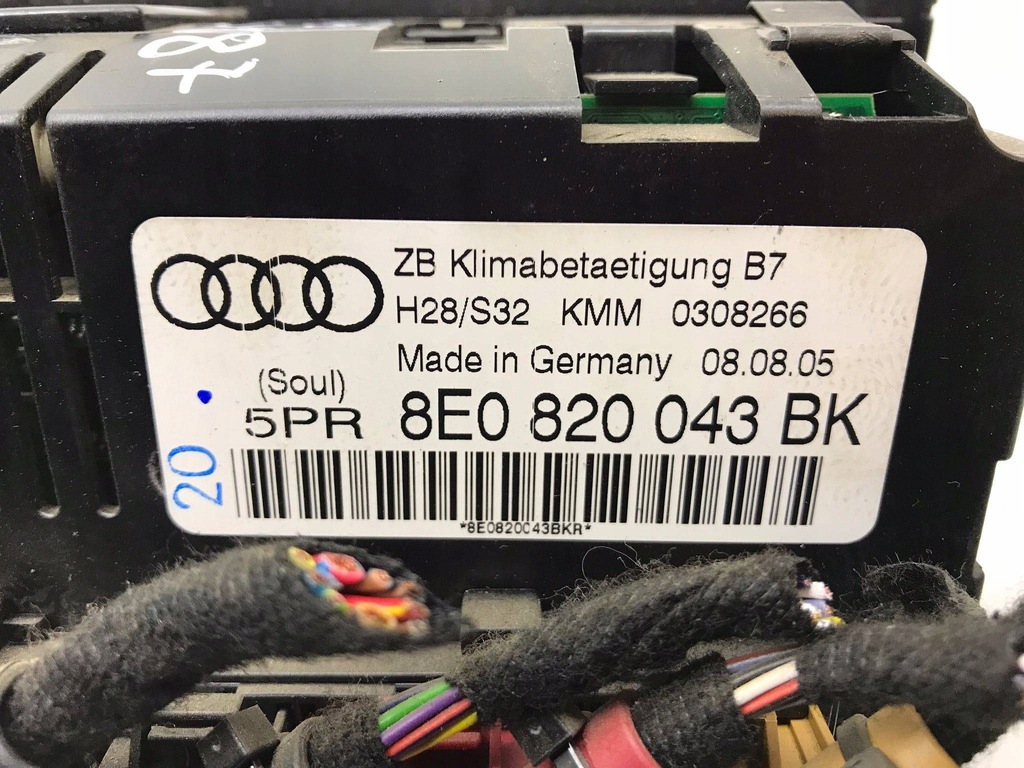 ZB Klimabetaetigung B7
H28/S32 KMM 0308266
Made in Germany 08.08.05
(Soul)
5PR 8E0 820 043 BK
20
*8E0820043BKR*